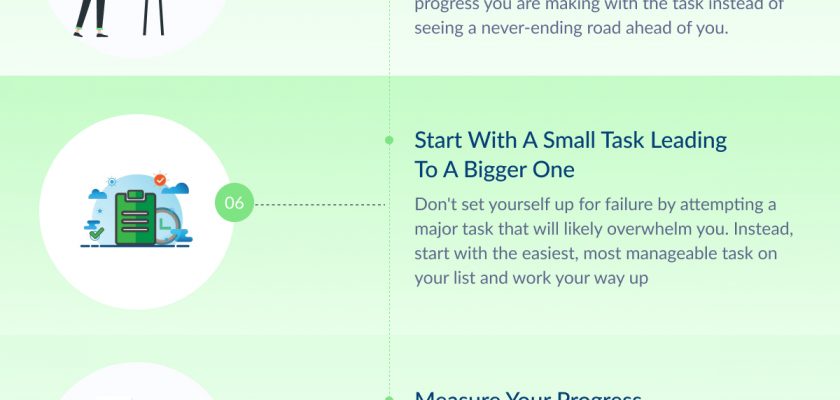 progress you are making with the task instead of
seeing a never-ending road ahead of you.
06
Start With A Small Task Leading
To A Bigger One
Don't set yourself up for failure by attempting a
major task that will likely overwhelm you. Instead,
start with the easiest, most manageable task on
your list and work your way up
Measure Your Progress